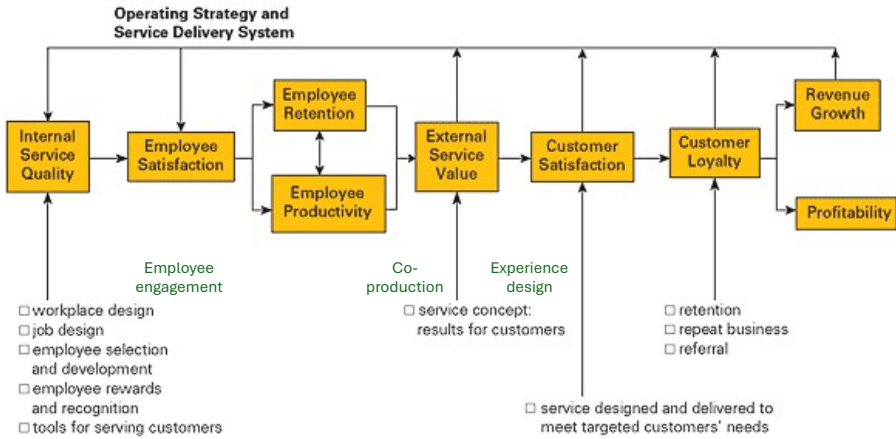 Operating Strategy and
Service Delivery System
Internal
Service
Quality
Employee
Satisfaction
Employee
Retention
Employee
Productivity
External
Service
Value
Customer
Satisfaction
Customer
Loyalty
Revenue
Growth
Profitability
Employee
engagement
Co-
production
Experience
design
□ workplace design
□ job design
□ employee selection
and development
□ employee rewards
and recognition
□ tools for serving customers
□ service concept:
results for customers
□ service designed and delivered to
meet targeted customers' needs
□ retention
□ repeat business
□ referral